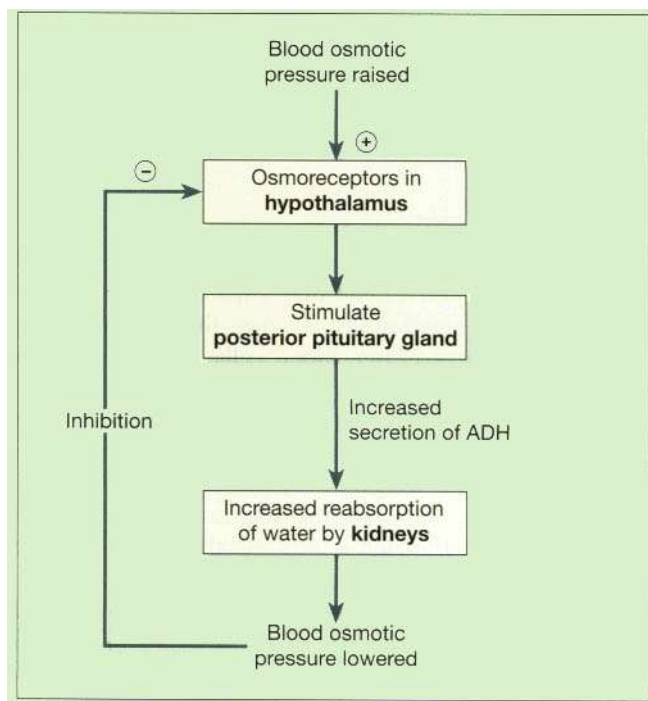 Blood osmotic
pressure raised
+
−
Osmoreceptors in
hypothalamus
Stimulate
posterior pituitary gland
Increased
secretion of ADH
Inhibition
Increased reabsorption
of water by kidneys
Blood osmotic
pressure lowered